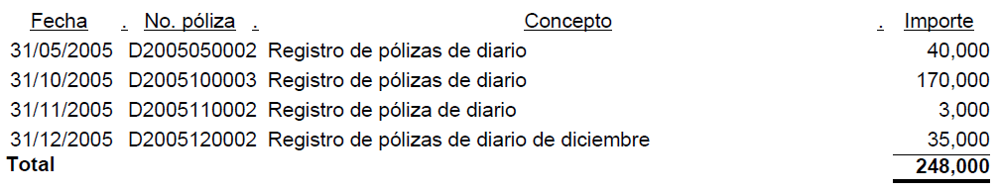 Fecha . No. póliza . Concepto . Importe
31/05/2005 D2005050002 Registro de pólizas de diario 40,000
31/10/2005 D2005100003 Registro de pólizas de diario 170,000
31/11/2005 D2005110002 Registro de póliza de diario 3,000
31/12/2005 D2005120002 Registro de pólizas de diario de diciembre 35,000
Total 248,000